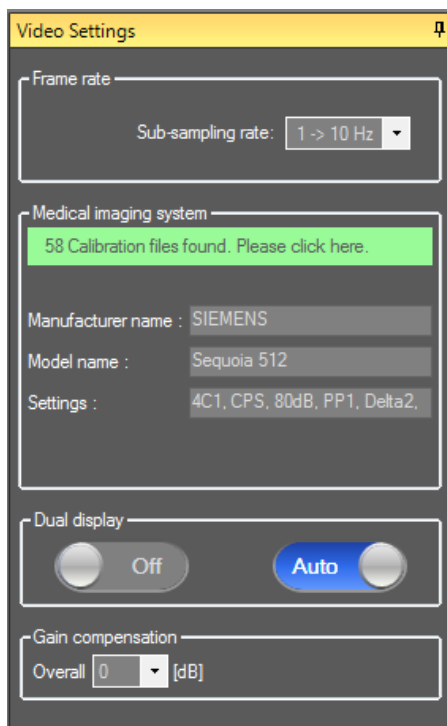 Video Settings
Frame rate
Sub-sampling rate: 1 -> 10 Hz
Medical imaging system
58 Calibration files found. Please click here.
Manufacturer name : SIEMENS
Model name : Sequoia 512
Settings : 4C1, CPS, 80dB, PP1, Delta2,
Dual display
Off Auto
Gain compensation
Overall 0 [dB]